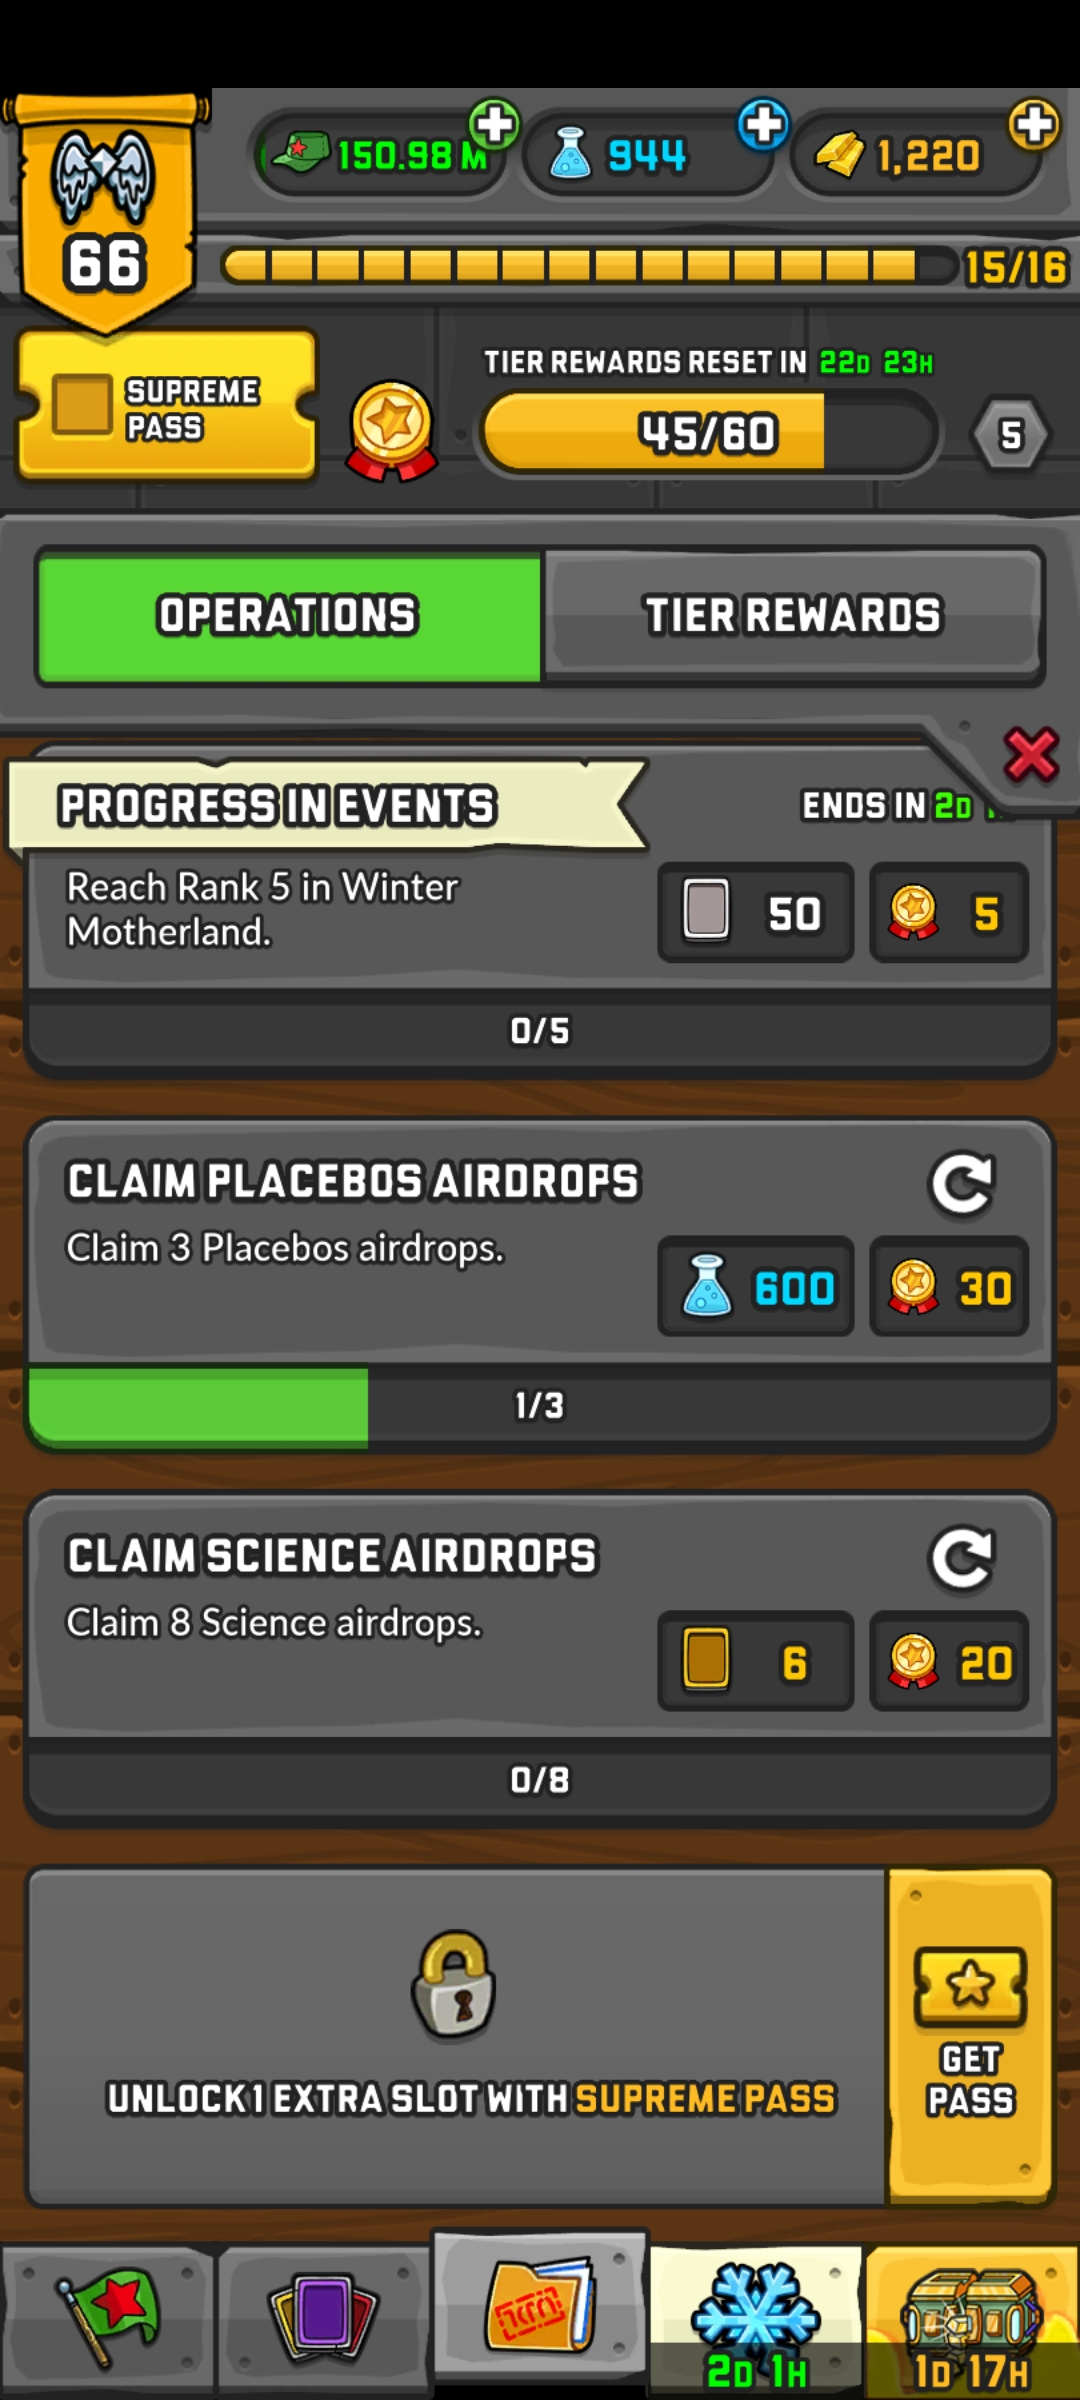 150.98 M
944
1,220
66
15/16
SUPREME
PASS
TIER REWARDS RESET IN 22D 23H
45/60
5
OPERATIONS
TIER REWARDS
PROGRESS IN EVENTS
ENDS IN 2D
Reach Rank 5 in Winter
Motherland.
50
5
0/5
CLAIM PLACEBOS AIRDROPS
Claim 3 Placebos airdrops.
600
30
1/3
CLAIM SCIENCE AIRDROPS
Claim 8 Science airdrops.
6
20
0/8
UNLOCK 1 EXTRA SLOT WITH SUPREME PASS
GET
PASS
2D 1H
1D 17H